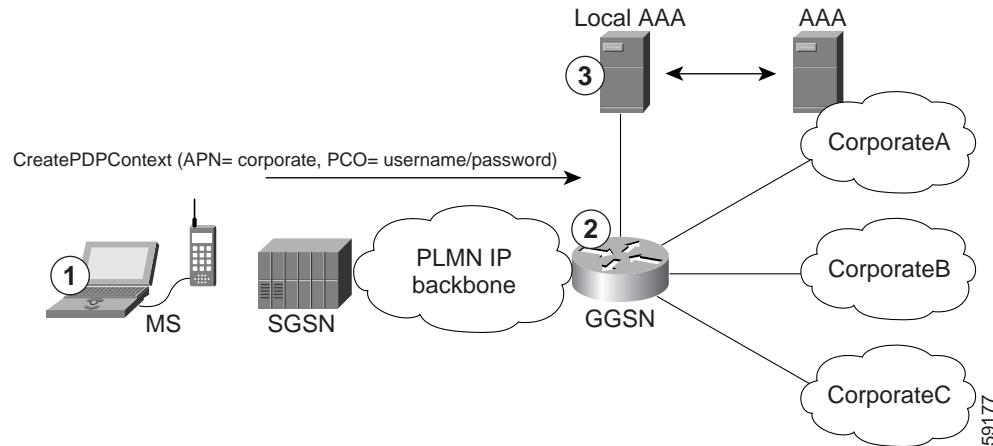 Local AAA
AAA
3
CorporateA
CreatePDPContext (APN= corporate, PCO= username/password)
2
1
PLMN IP
backbone
CorporateB
MS
SGSN
GGSN
CorporateC
59177